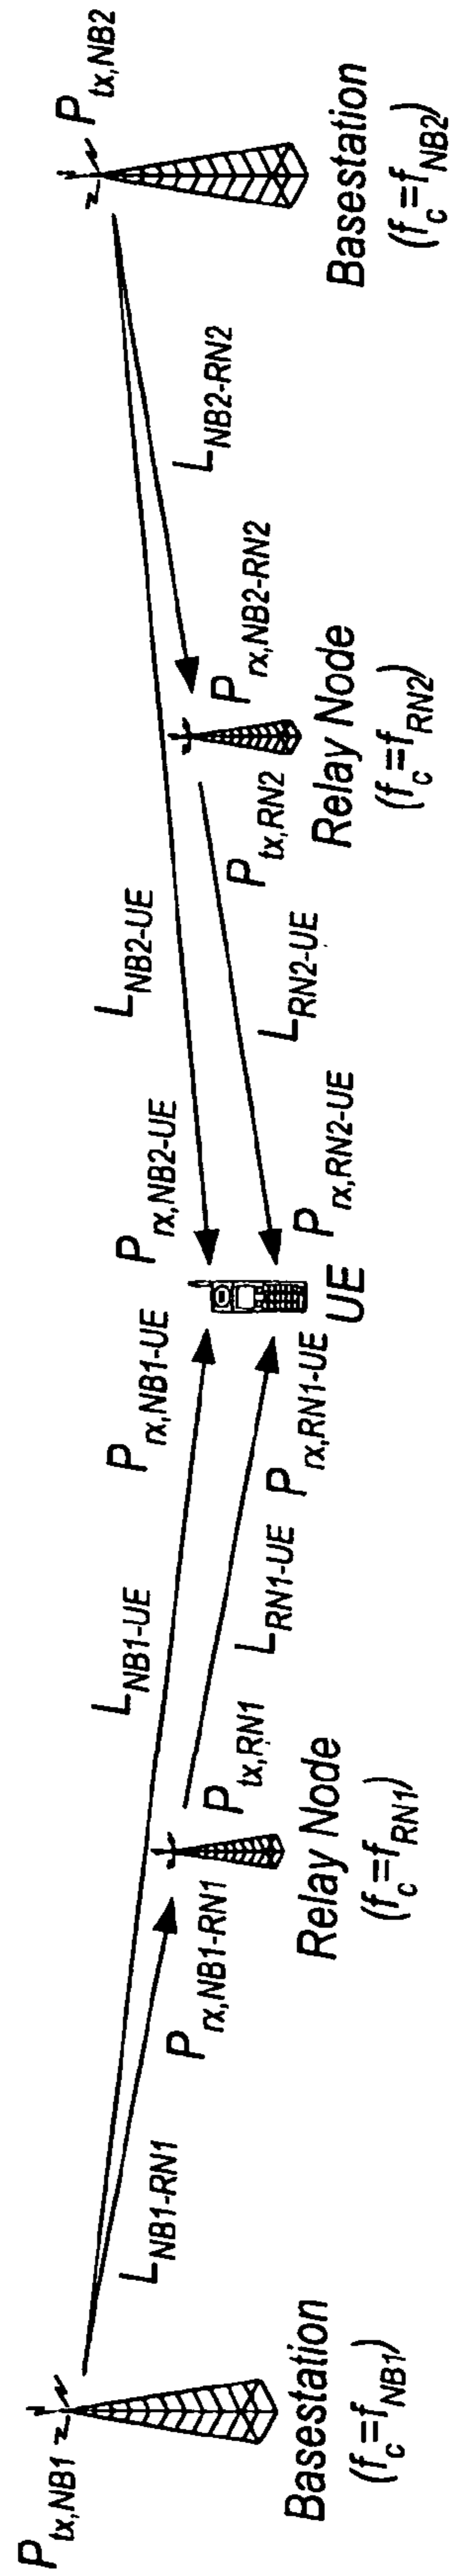 P_tx,NB1
Basestation
(f_c=f_NB1)
L_NB1-RN1
P_rx,NB1-RN1
Relay Node
(f_c=f_RN1)
P_tx,RN1
L_NB1-UE
L_RN1-UE
P_rx,NB1-UE
P_rx,RN1-UE
UE
P_rx,NB2-UE
P_rx,RN2-UE
L_NB2-UE
L_RN2-UE
P_tx,RN2
Relay Node
(f_c=f_RN2)
P_rx,NB2-RN2
L_NB2-RN2
P_tx,NB2
Basestation
(f_c=f_NB2)